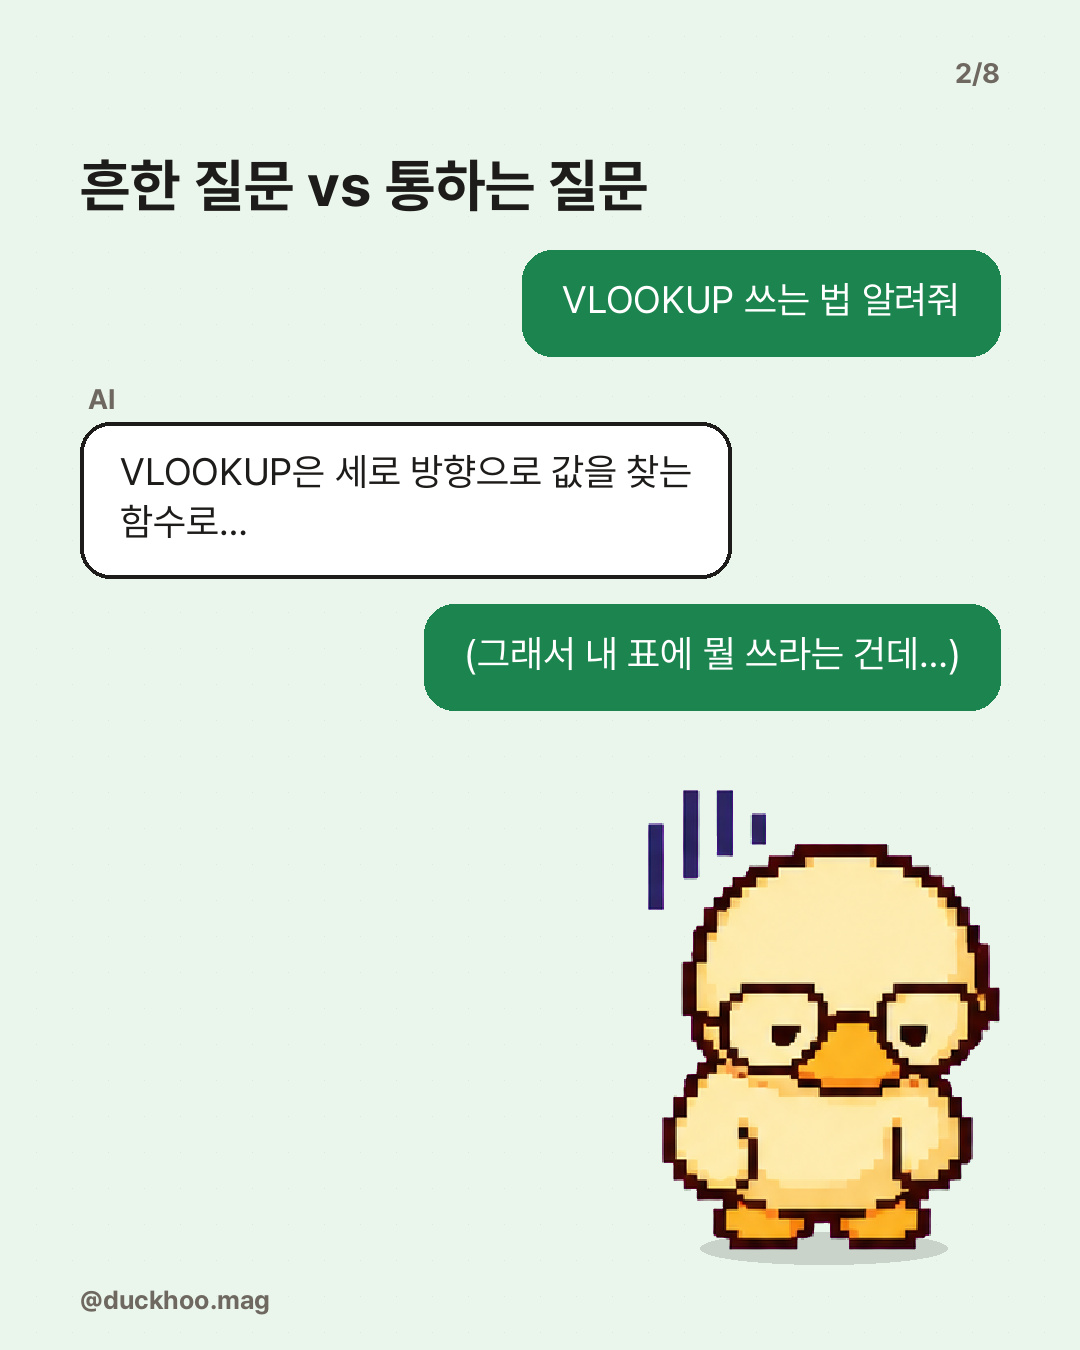 2/8
흔한 질문 vs 통하는 질문
VLOOKUP 쓰는 법 알려줘
AI
VLOOKUP은 세로 방향으로 값을 찾는
함수로...
(그래서 내 표에 뭘 쓰라는 건데...)
@duckhoo.mag